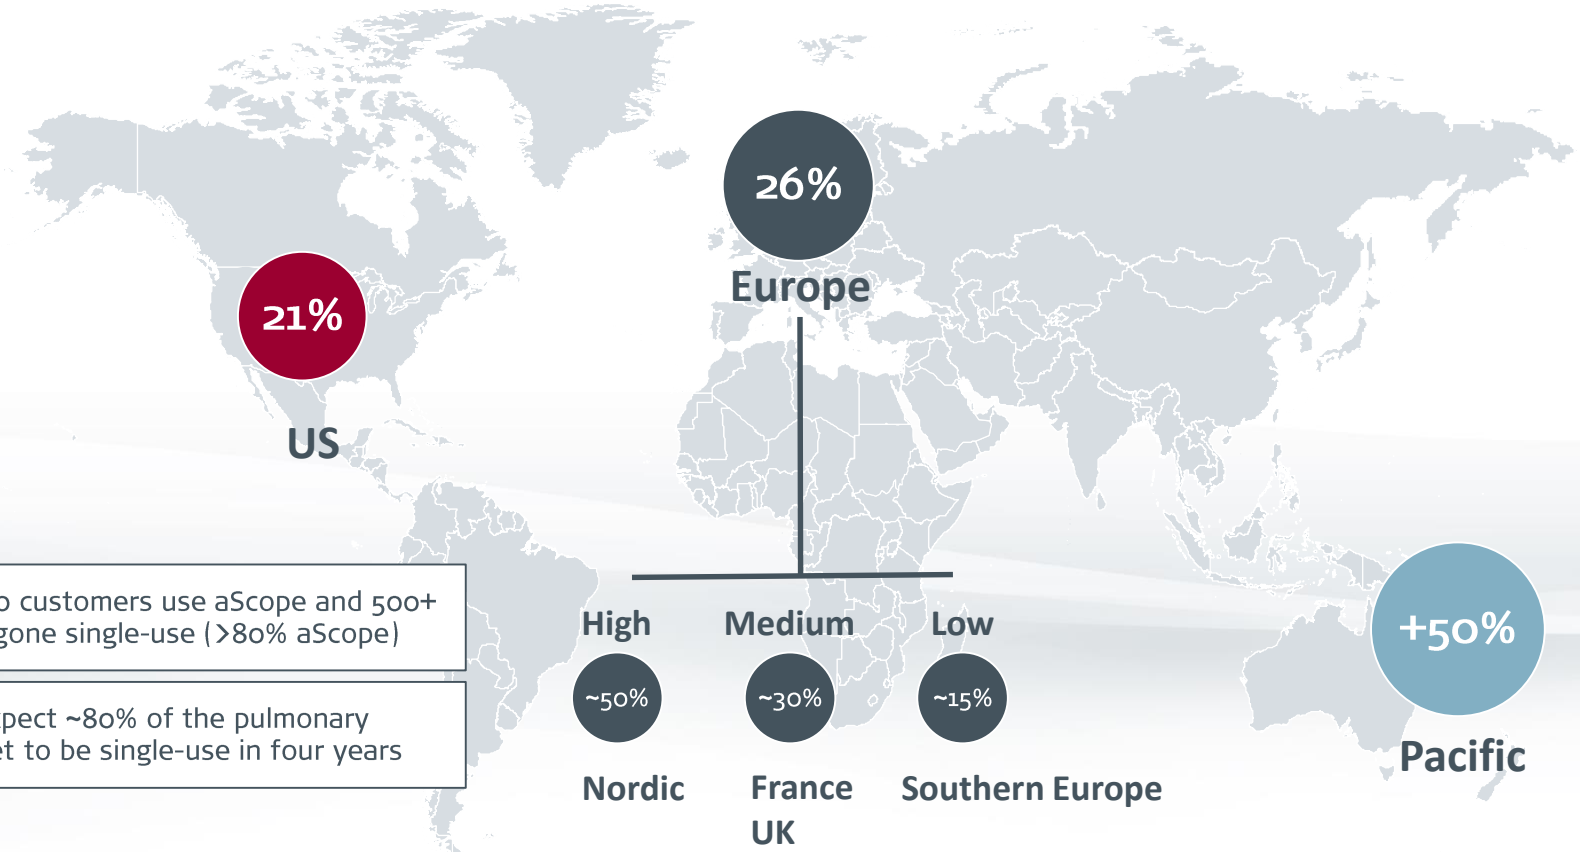 26%
Europe
21%
US
0 customers use aScope and 500+
gone single-use (>80% aScope)
~80% of the pulmonary
to be single-use in four years
High
Medium
Low
~50%
~30%
~15%
Nordic
France
UK
Southern Europe
+50%
Pacific